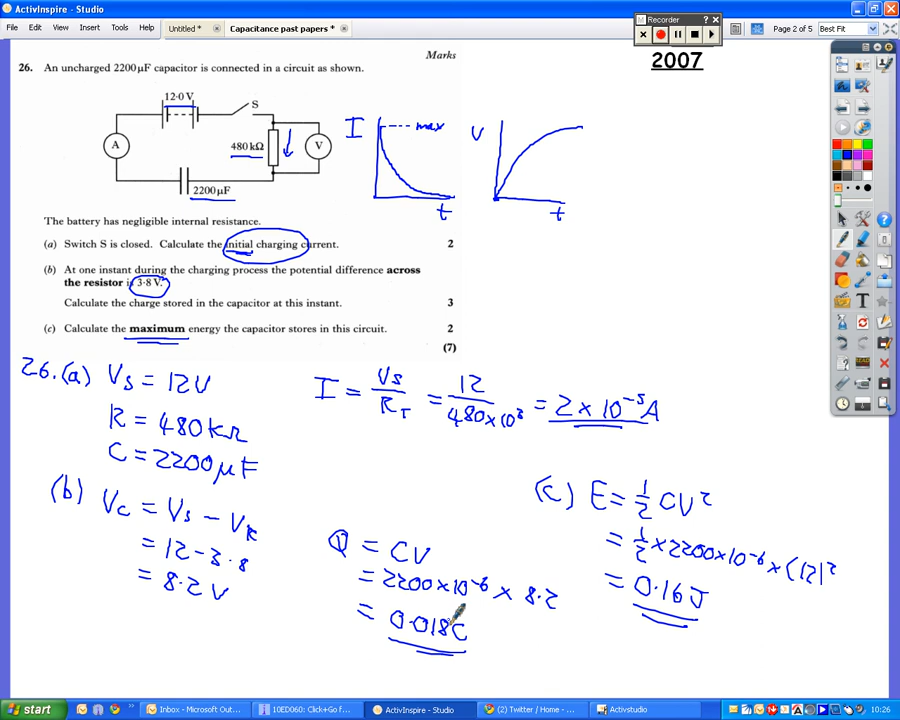 ActivInspire - Studio
File Edit View Insert Tools Help
Untitled * Capacitance past papers *
Recorder
Page 2 of 5 Best Fit
Marks
2007
26. An uncharged 2200 μF capacitor is connected in a circuit as shown.
12·0 V
S
A
480 kΩ
V
2200 μF
I
max
t
V
t
The battery has negligible internal resistance.
(a) Switch S is closed. Calculate the initial charging current. 2
(b) At one instant during the charging process the potential difference across
the resistor is 3·8 V.
Calculate the charge stored in the capacitor at this instant. 3
(c) Calculate the maximum energy the capacitor stores in this circuit. 2
(7)
26.(a) Vs = 12V
R = 480kΩ
C = 2200μF
I = Vs/RT = 12/480×10³ = 2 × 10⁻⁵A
(b) Vc = Vs − VR
= 12 − 3·8
= 8·2 V
Q = CV
= 2200×10⁻⁶ × 8·2
= 0·018C
(c) E = ½ CV²
= ½ × 2200×10⁻⁶ × (12)²
= 0·16J
start Inbox - Microsoft Out... 10ED060: Click+Go f... ActivInspire - Studio (2) Twitter / Home - ... Activstudio 10:26